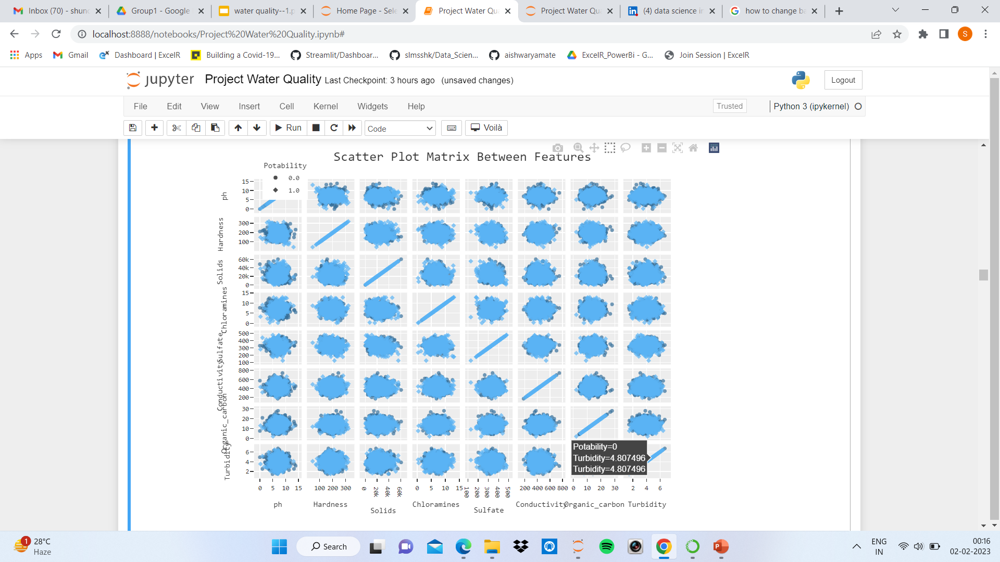 Inbox (70) - shun
Group1 - Google
water quality--1.p
Home Page - Sele
Project Water Qu
Project Water Qu
(4) data science in
how to change ba
localhost:8888/notebooks/Project%20Water%20Quality.ipynb#
S
Apps
Gmail
Dashboard | ExcelR
Building a Covid-19...
Streamlit/Dashboar...
slmsshk/Data_Scien...
aishwaryamate
ExcelR_PowerBi - G...
Join Session | ExcelR
jupyter Project Water Quality Last Checkpoint: 3 hours ago (unsaved changes)
Logout
File Edit View Insert Cell Kernel Widgets Help
Trusted
Python 3 (ipykernel)
Run
Code
Voilà
Scatter Plot Matrix Between Features
Potability
0.0
1.0
ph
15
10
5
0
Hardness
300
200
100
Solids
60k
40k
20k
0
Chloramines
15
10
5
0
Sulfate
500
400
300
200
100
Conductivity
800
600
400
200
Organic_carbon
30
20
10
0
Turbidity
6
4
2
Potability=0
Turbidity=4.807496
Turbidity=4.807496
0 5 10 15
100 200 300
0 20k 40k 60k
0 5 10 15
100 200 300 400 500
200 400 600 800
0 10 20 30
2 4 6
ph
Hardness
Solids
Chloramines
Sulfate
Conductivity
Organic_carbon
Turbidity
1
28°C
Haze
Search
ENG
IN
00:16
02-02-2023